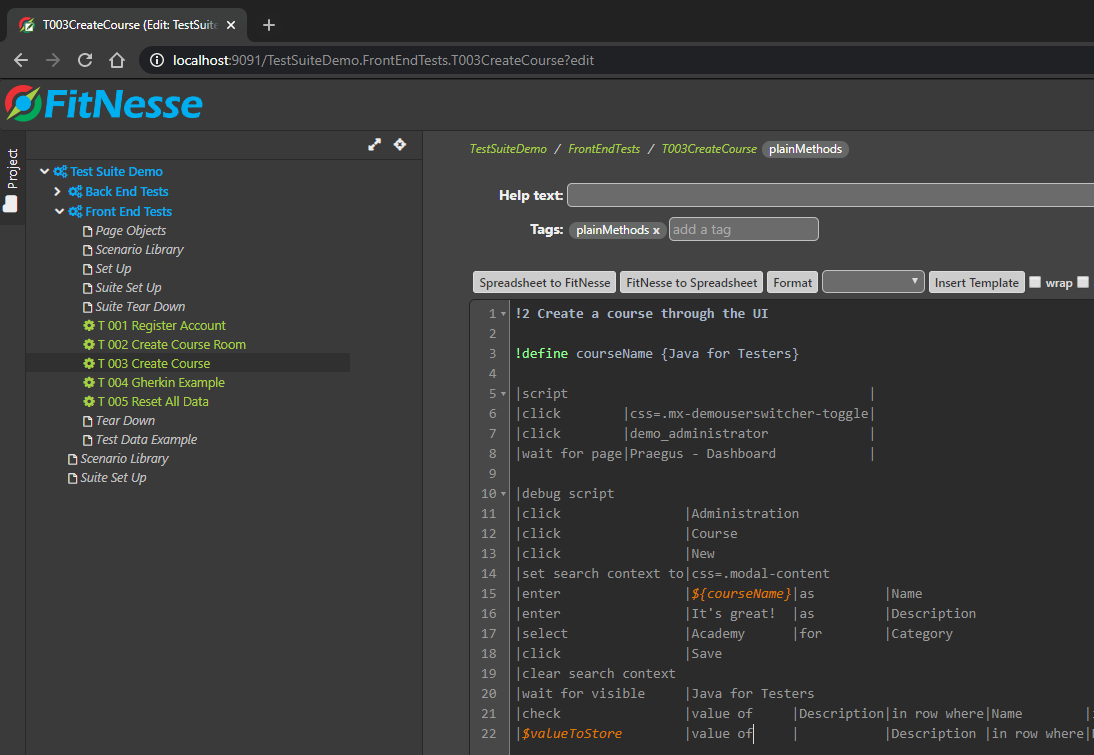 T003CreateCourse (Edit: TestSuite
localhost:9091/TestSuiteDemo.FrontEndTests.T003CreateCourse?edit
FitNesse
Project
Test Suite Demo
Back End Tests
Front End Tests
Page Objects
Scenario Library
Set Up
Suite Set Up
Suite Tear Down
T 001 Register Account
T 002 Create Course Room
T 003 Create Course
T 004 Gherkin Example
T 005 Reset All Data
Tear Down
Test Data Example
Scenario Library
Suite Set Up
TestSuiteDemo / FrontEndTests / T003CreateCourse plainMethods
Help text:
Tags: plainMethods x add a tag
Spreadsheet to FitNesse FitNesse to Spreadsheet Format Insert Template wrap
1 !2 Create a course through the UI
2
3 !define courseName {Java for Testers}
4
5 |script |
6 |click |css=.mx-demouserswitcher-toggle|
7 |click |demo_administrator |
8 |wait for page|Praegus - Dashboard |
9
10 |debug script
11 |click |Administration
12 |click |Course
13 |click |New
14 |set search context to|css=.modal-content
15 |enter |${courseName}|as |Name
16 |enter |It's great! |as |Description
17 |select |Academy |for |Category
18 |click |Save
19 |clear search context
20 |wait for visible |Java for Testers
21 |check |value of |Description|in row where|Name |
22 |$valueToStore |value of | |Description |in row where|